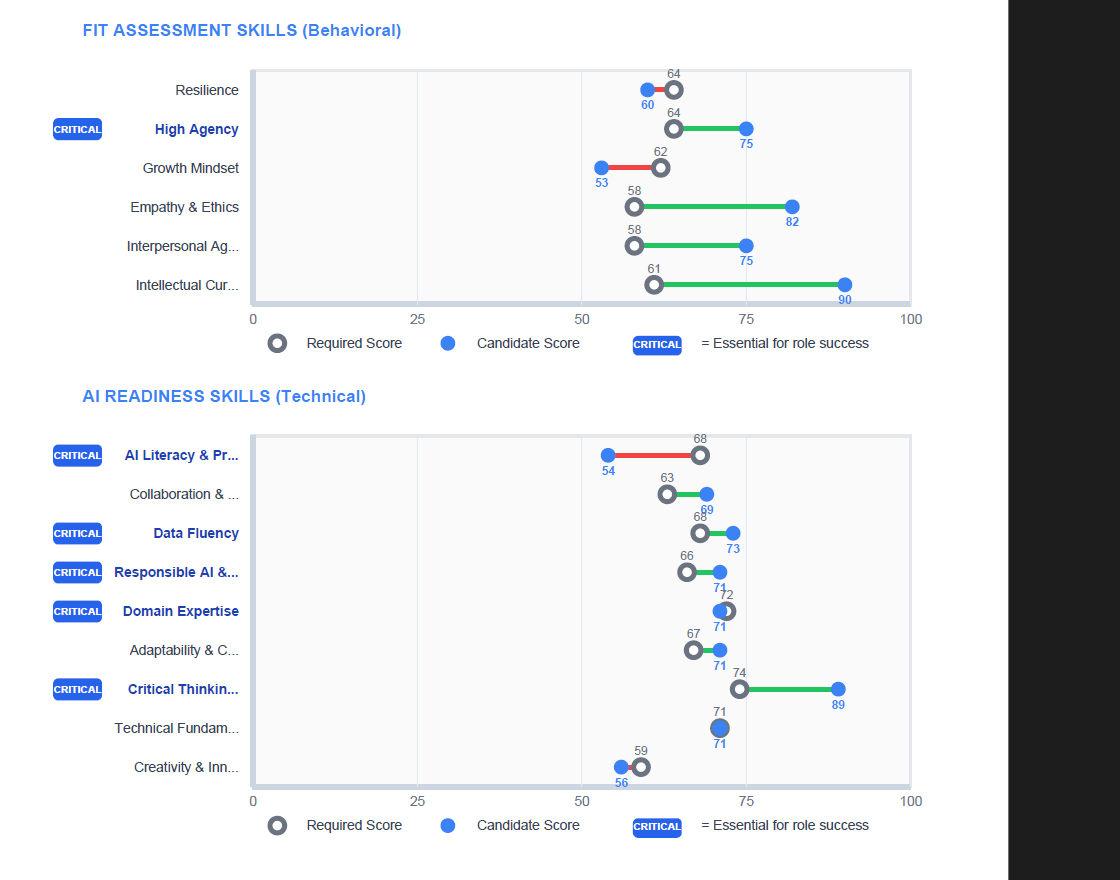 FIT ASSESSMENT SKILLS (Behavioral)
Resilience 64 60
CRITICAL High Agency 64 75
Growth Mindset 62 53
Empathy & Ethics 58 82
Interpersonal Ag... 58 75
Intellectual Cur... 61 90
0 25 50 75 100
Required Score Candidate Score CRITICAL = Essential for role success
AI READINESS SKILLS (Technical)
CRITICAL AI Literacy & Pr... 68 54
Collaboration & ... 63 69
CRITICAL Data Fluency 68 73
CRITICAL Responsible AI &... 66 71
CRITICAL Domain Expertise 72 71
Adaptability & C... 67 71
CRITICAL Critical Thinkin... 74 89
Technical Fundam... 71 71
Creativity & Inn... 59 56
0 25 50 75 100
Required Score Candidate Score CRITICAL = Essential for role success